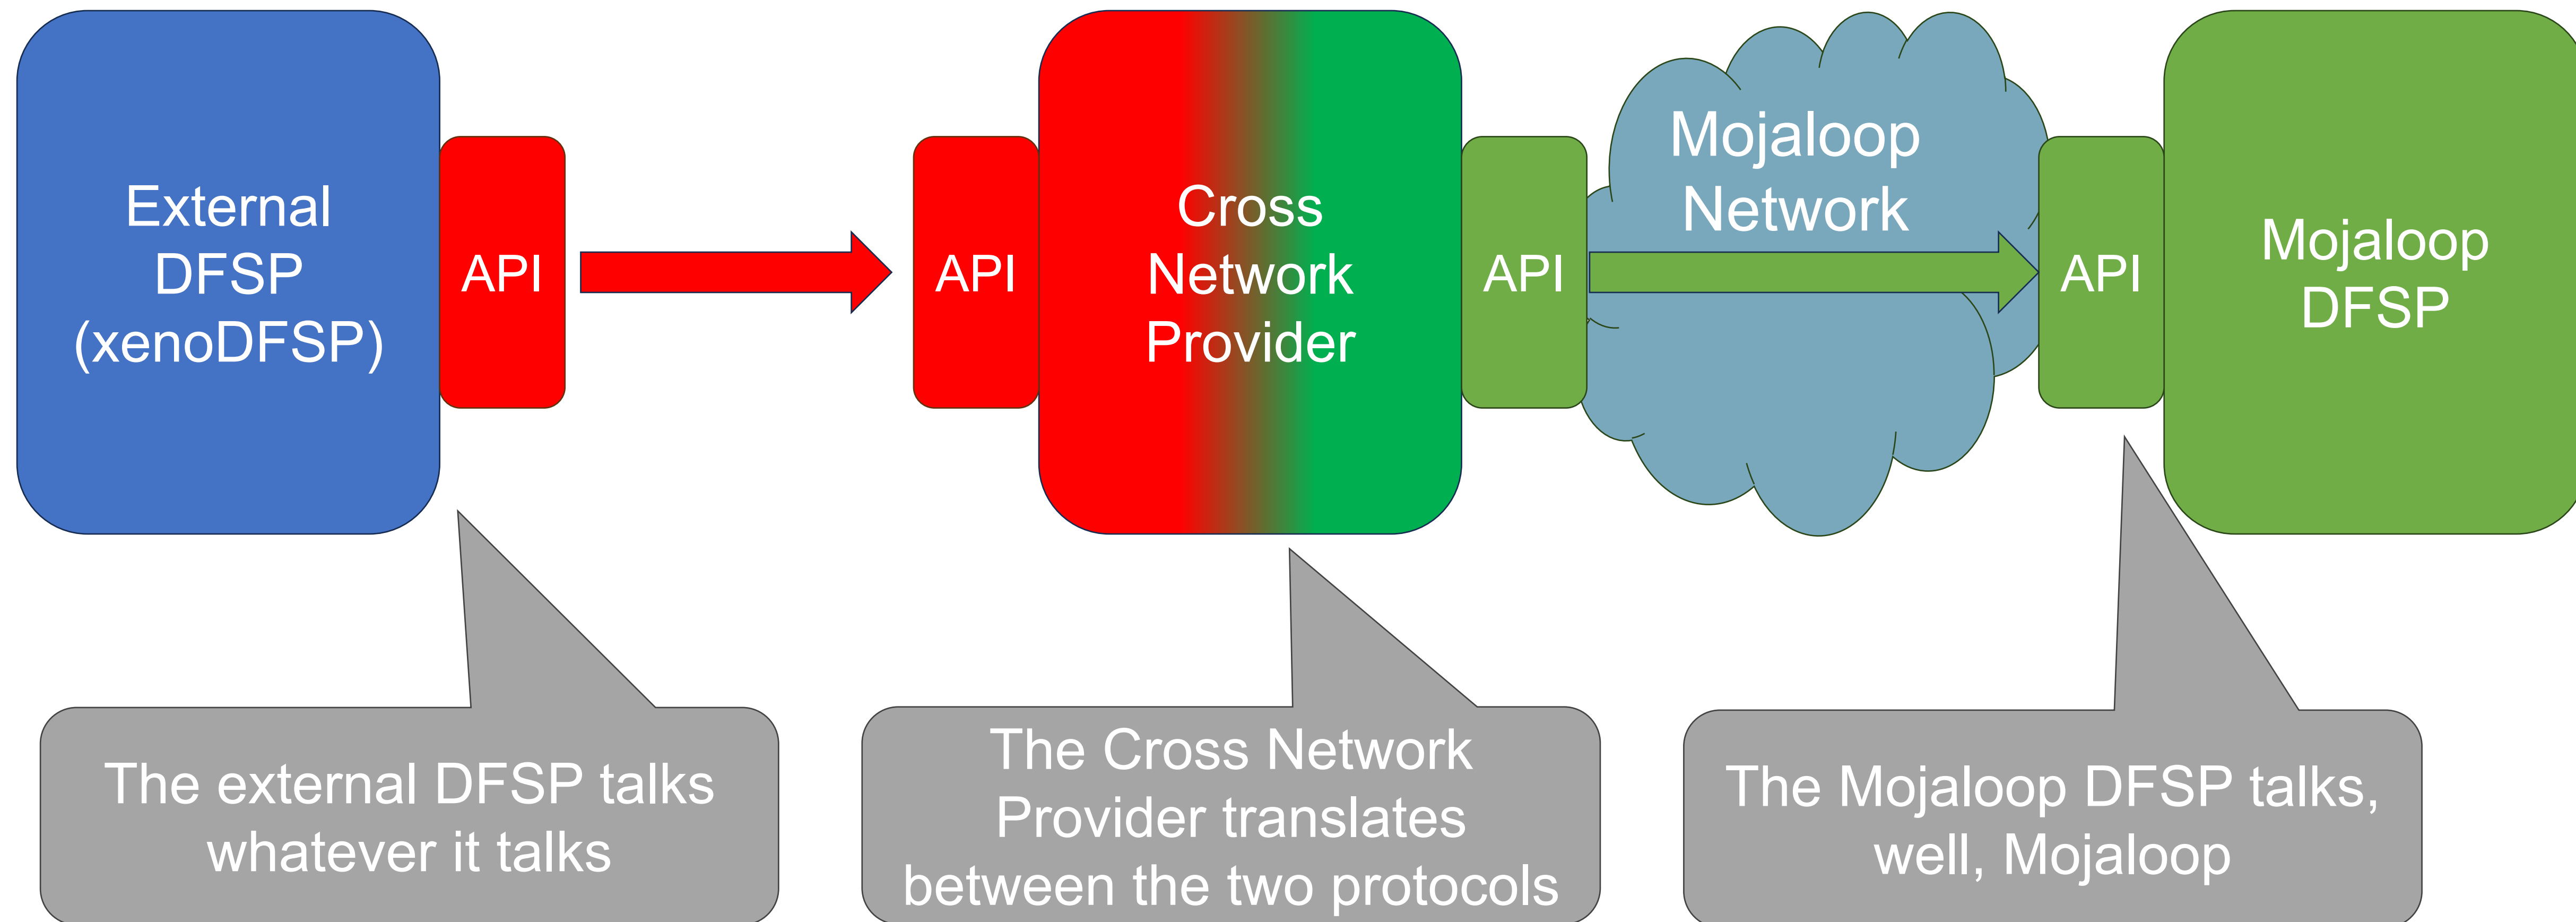 External
DFSP
(xenoDFSP)
API
API
Cross
Network
Provider
API
Mojaloop
Network
API
Mojaloop
DFSP
The external DFSP talks
whatever it talks
The Cross Network
Provider translates
between the two protocols
The Mojaloop DFSP talks,
well, Mojaloop